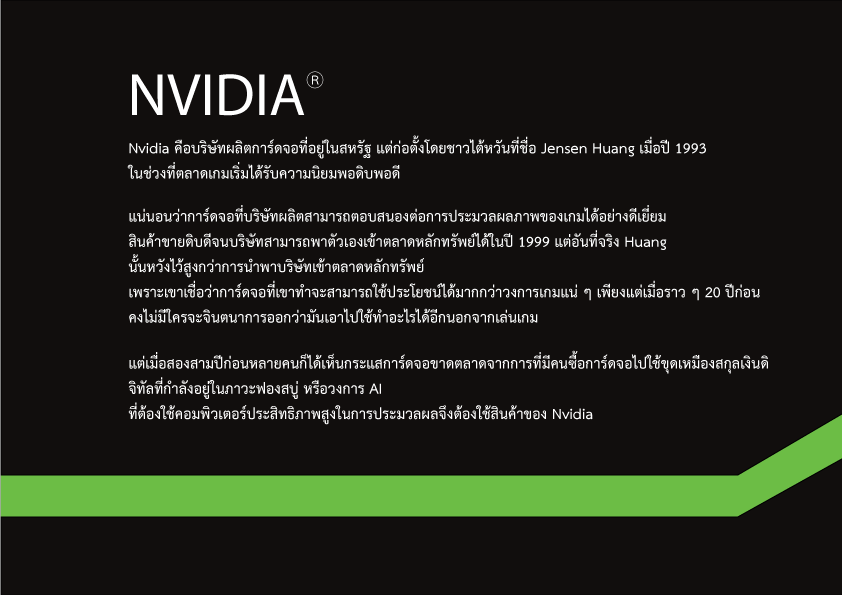 NVIDIA®
Nvidia คือบริษัทผลิตการ์ดจอที่อยู่ในสหรัฐ แต่ก่อตั้งโดยชาวไต้หวันที่ชื่อ Jensen Huang เมื่อปี 1993
ในช่วงที่ตลาดเกมเริ่มได้รับความนิยมพอดิบพอดี
แน่นอนว่าการ์ดจอที่บริษัทผลิตสามารถตอบสนองต่อการประมวลผลภาพของเกมได้อย่างดีเยี่ยม
สินค้าขายดิบดีจนบริษัทสามารถพาตัวเองเข้าตลาดหลักทรัพย์ได้ในปี 1999 แต่อันที่จริง Huang
นั้นหวังไว้สูงกว่าการนำพาบริษัทเข้าตลาดหลักทรัพย์
เพราะเขาเชื่อว่าการ์ดจอที่เขาทำจะสามารถใช้ประโยชน์ได้มากกว่าวงการเกมแน่ ๆ เพียงแต่เมื่อราว ๆ 20 ปีก่อน
คงไม่มีใครจะจินตนาการออกว่ามันเอาไปใช้ทำอะไรได้อีกนอกจากเล่นเกม
แต่เมื่อสองสามปีก่อนหลายคนก็ได้เห็นกระแสการ์ดจอขาดตลาดจากการที่มีคนซื้อการ์ดจอไปใช้ขุดเหมืองสกุลเงินดิ
จิทัลที่กำลังอยู่ในภาวะฟองสบู่ หรือวงการ AI
ที่ต้องใช้คอมพิวเตอร์ประสิทธิภาพสูงในการประมวลผลจึงต้องใช้สินค้าของ Nvidia